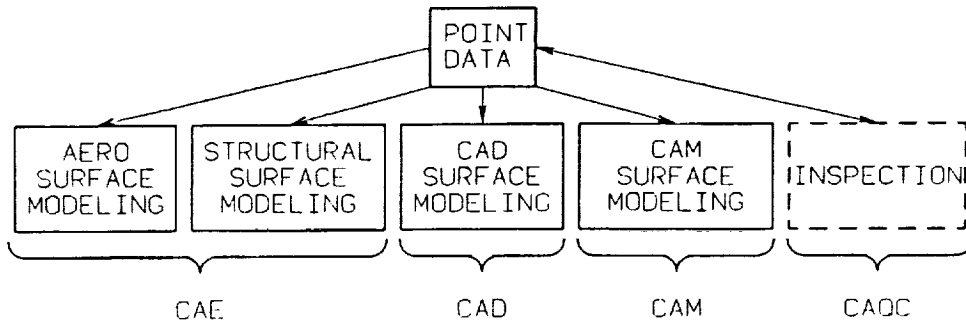 POINT
DATA
AERO
SURFACE
MODELING
STRUCTURAL
SURFACE
MODELING
CAD
SURFACE
MODELING
CAM
SURFACE
MODELING
INSPECTION
CAE
CAD
CAM
CAQC